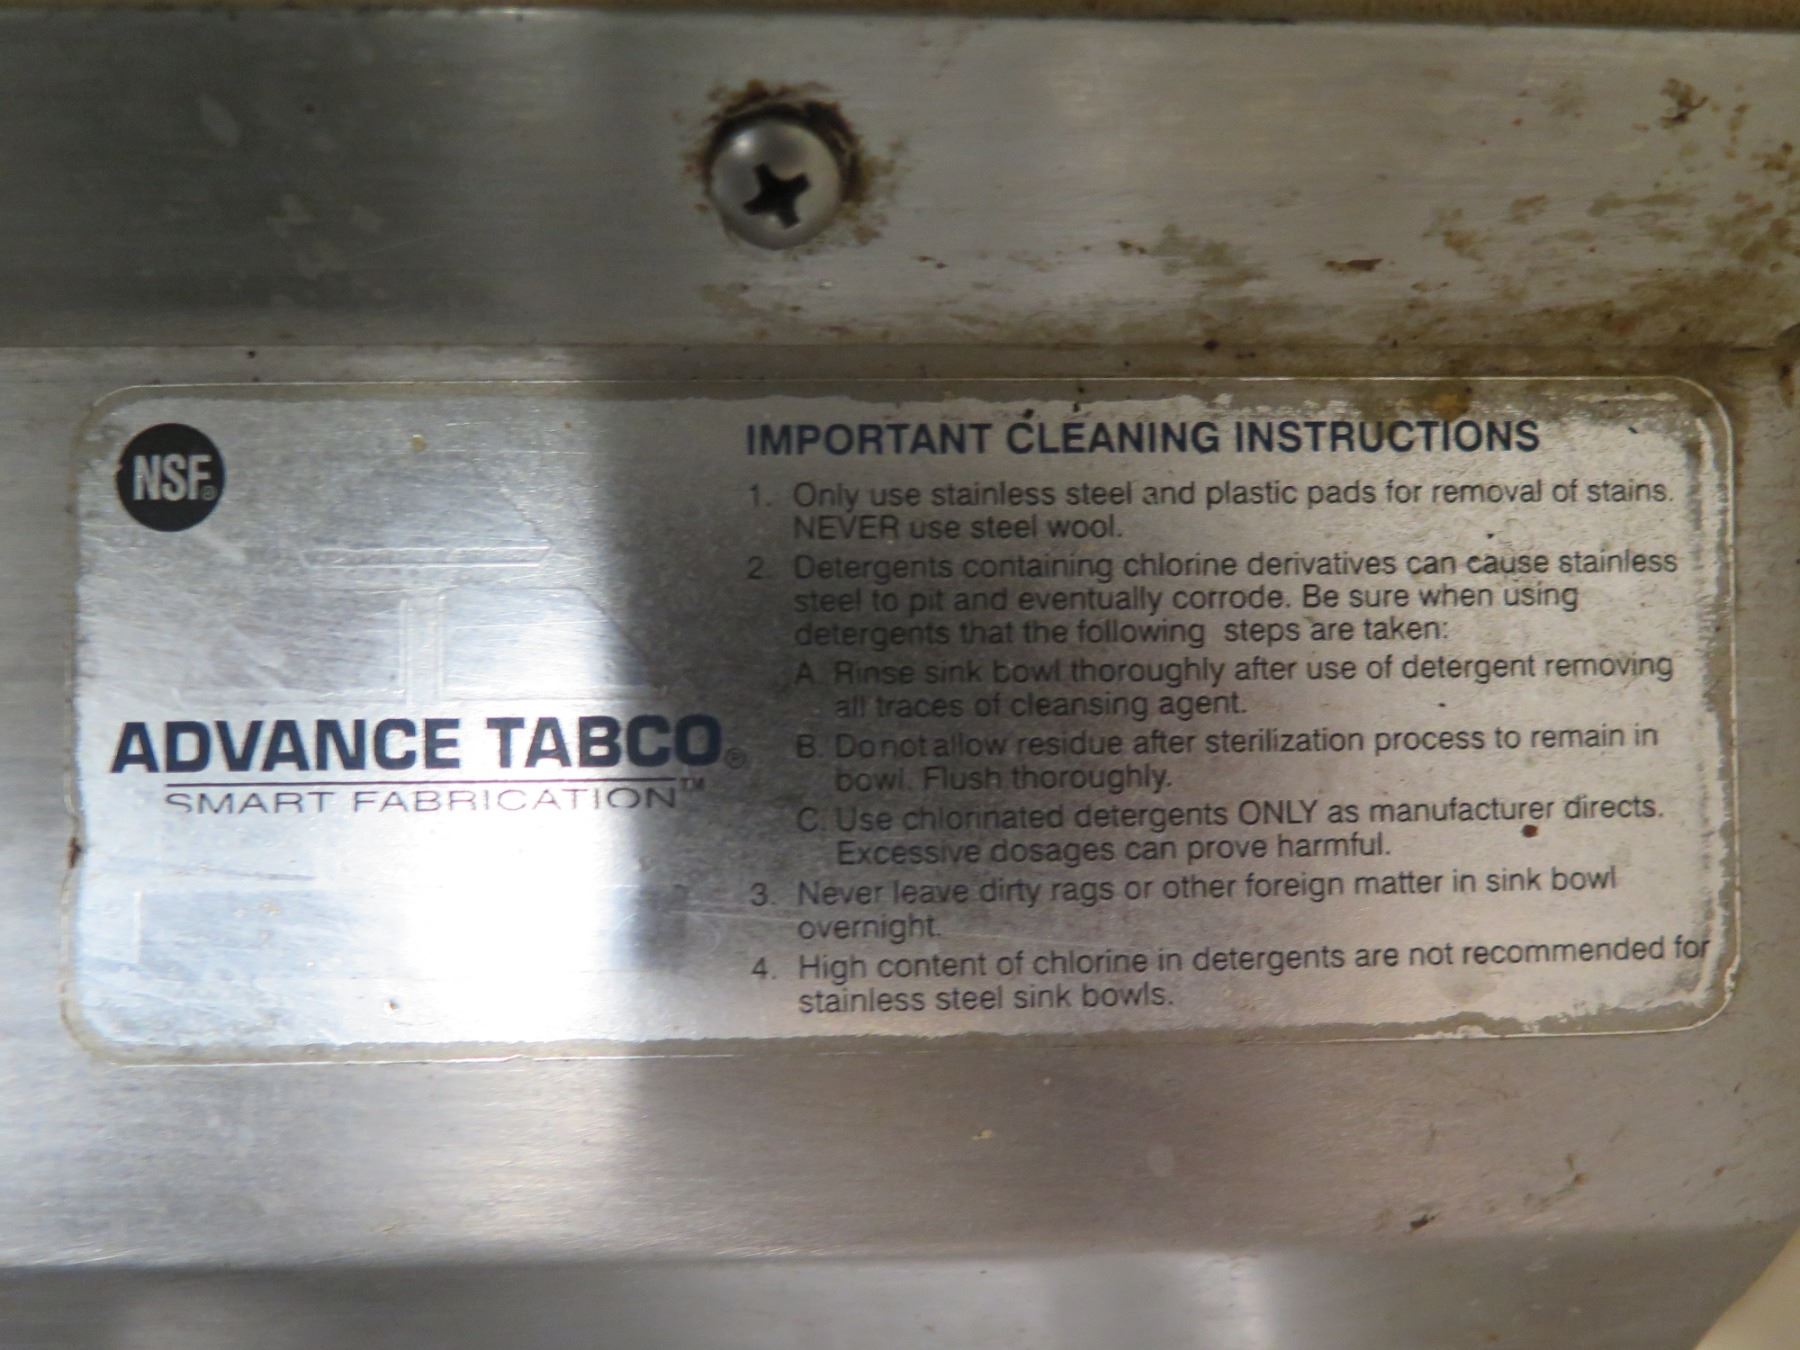 NSF®
ADVANCE TABCO®
SMART FABRICATION™
IMPORTANT CLEANING INSTRUCTIONS
1. Only use stainless steel and plastic pads for removal of stains.
NEVER use steel wool.
2. Detergents containing chlorine derivatives can cause stainless
steel to pit and eventually corrode. Be sure when using
detergents that the following steps are taken:
A. Rinse sink bowl thoroughly after use of detergent removing
all traces of cleansing agent.
B. Do not allow residue after sterilization process to remain in
bowl. Flush thoroughly.
C. Use chlorinated detergents ONLY as manufacturer directs.
Excessive dosages can prove harmful.
3. Never leave dirty rags or other foreign matter in sink bowl
overnight.
4. High content of chlorine in detergents are not recommended for
stainless steel sink bowls.